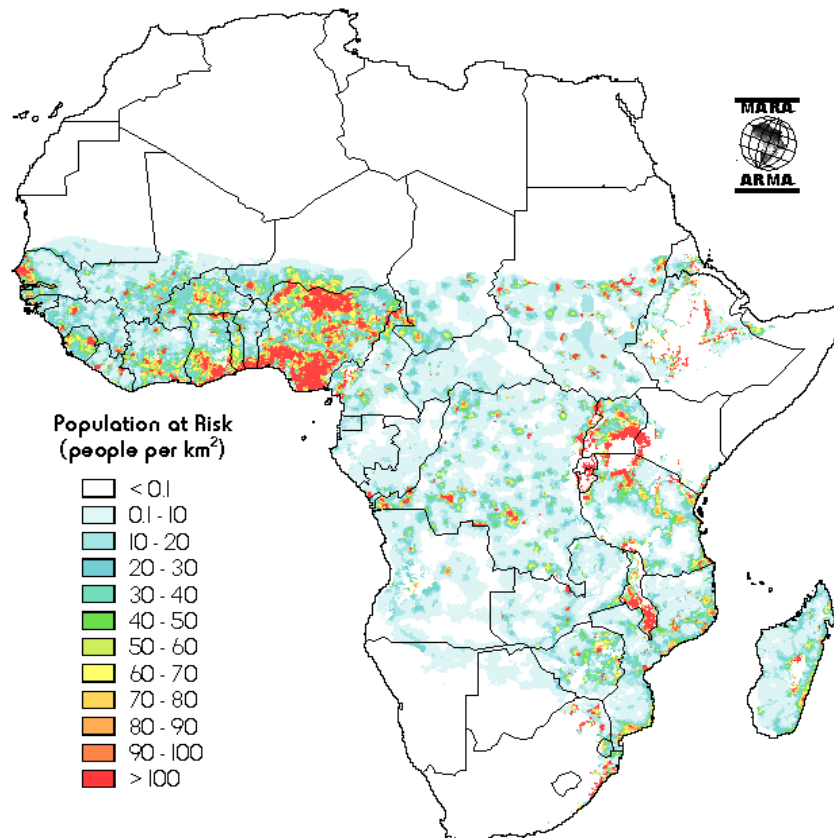 MARA
ARMA
Population at Risk
(people per km²)
< 0.1
0.1 - 10
10 - 20
20 - 30
30 - 40
40 - 50
50 - 60
60 - 70
70 - 80
80 - 90
90 - 100
> 100